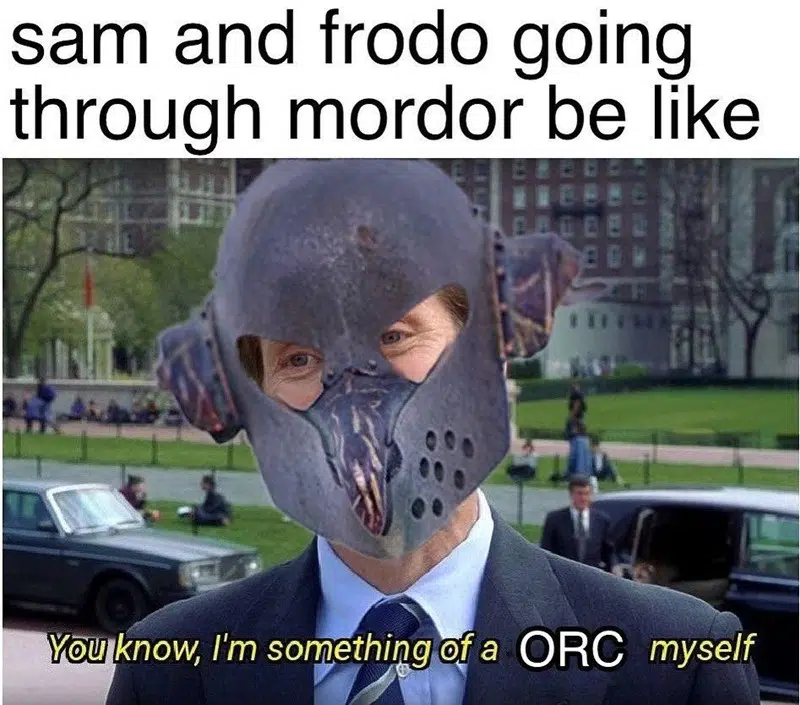 sam and frodo going
through mordor be like
You know, I'm something of a ORC myself